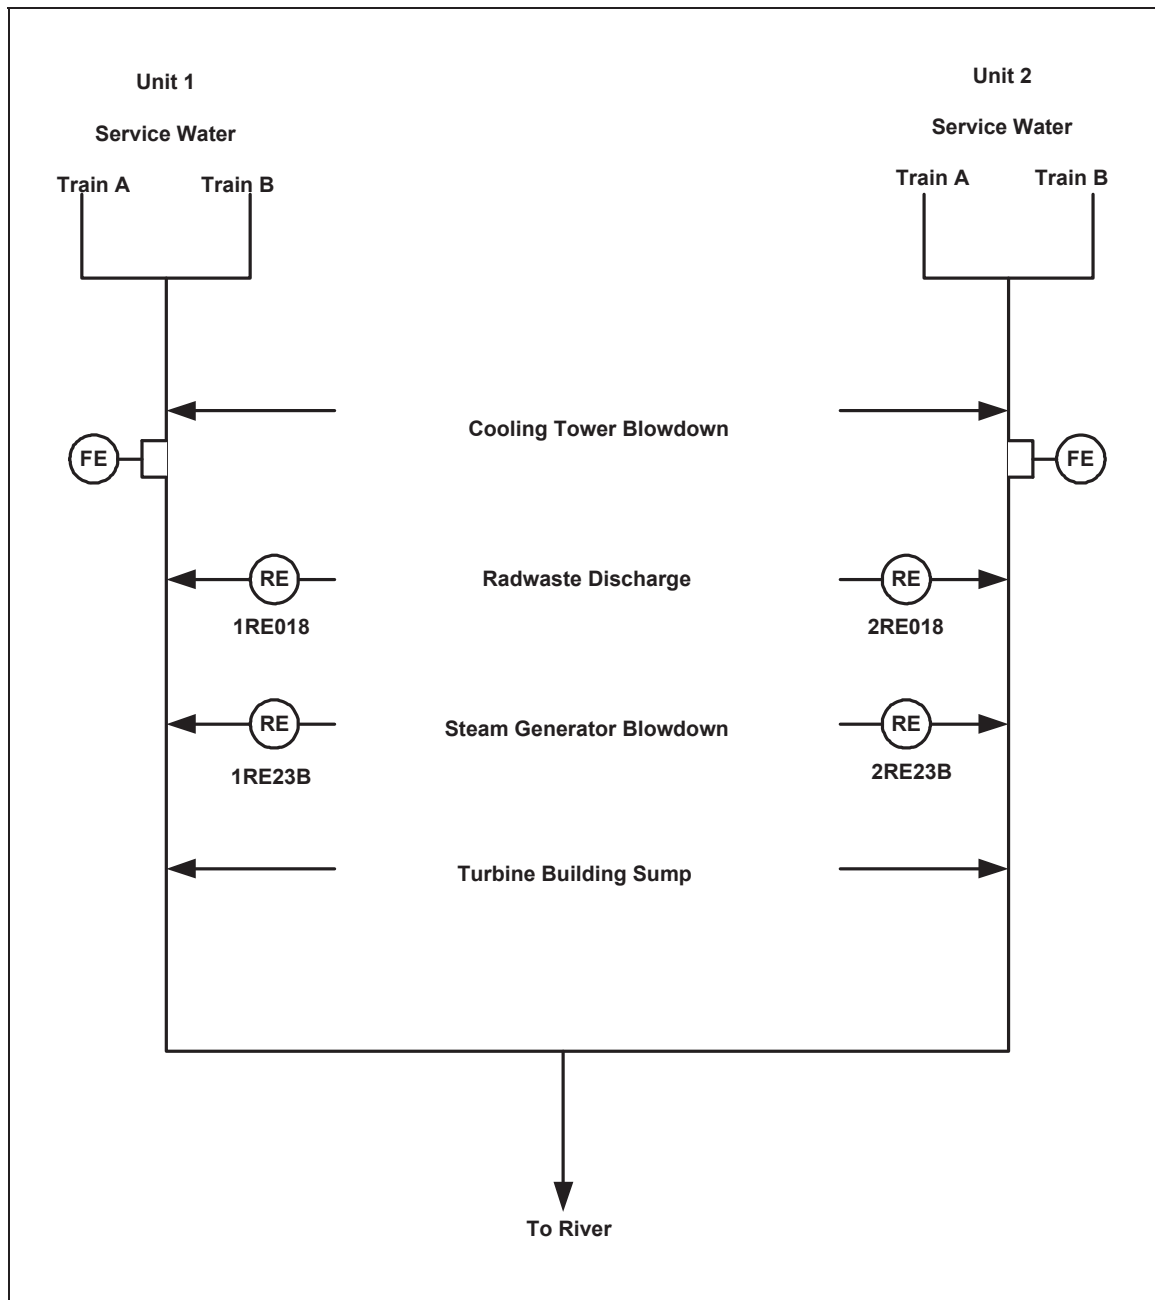 Unit 1
Unit 2
Service Water
Service Water
Train A
Train B
Train A
Train B
Cooling Tower Blowdown
FE
FE
RE
Radwaste Discharge
RE
1RE018
2RE018
RE
Steam Generator Blowdown
RE
1RE23B
2RE23B
Turbine Building Sump
To River